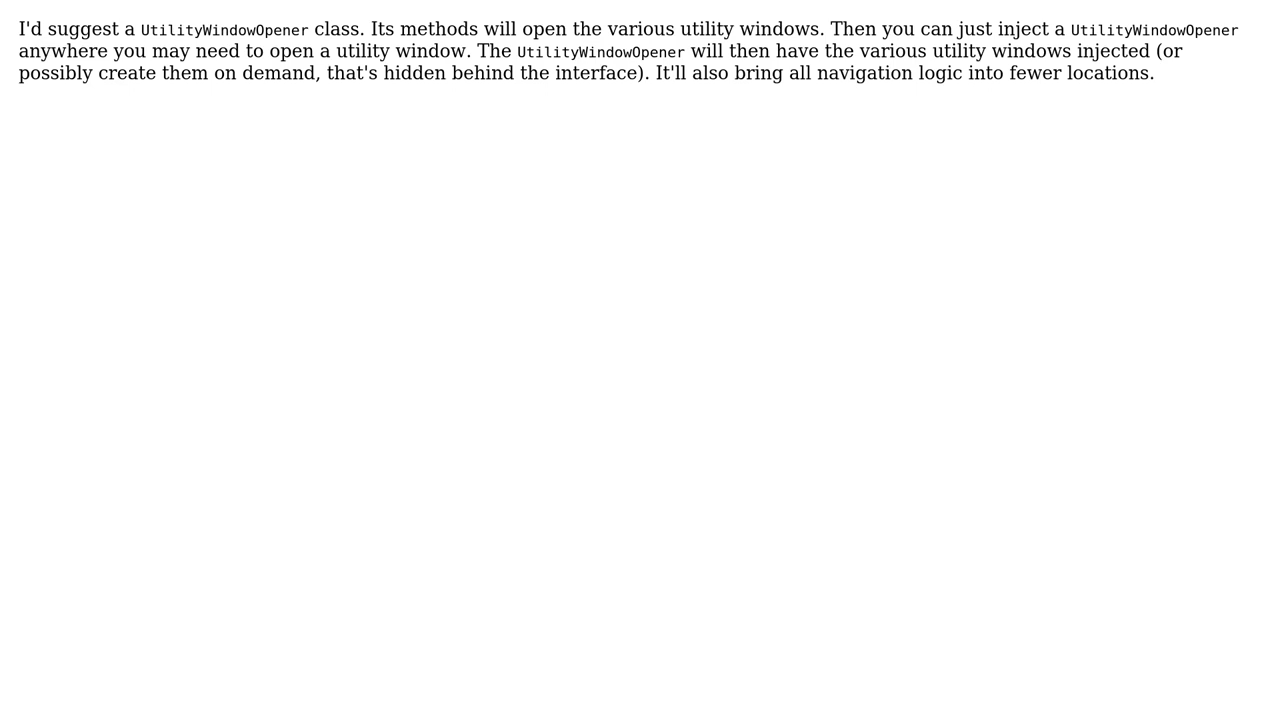 I'd suggest a UtilityWindowOpener class. Its methods will open the various utility windows. Then you can just inject a UtilityWindowOpener
anywhere you may need to open a utility window. The UtilityWindowOpener will then have the various utility windows injected (or
possibly create them on demand, that's hidden behind the interface). It'll also bring all navigation logic into fewer locations.